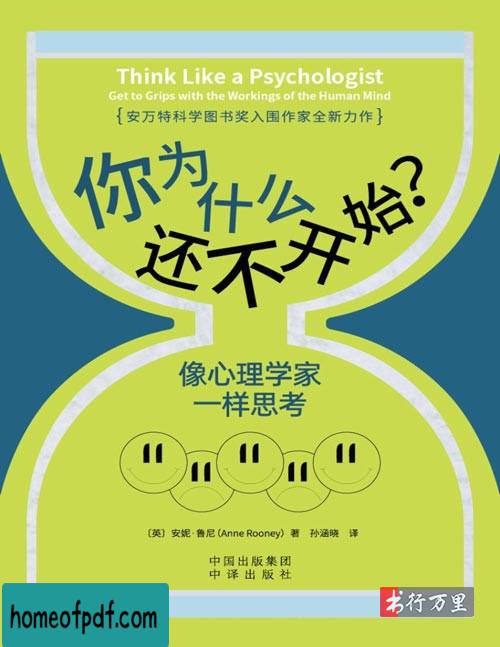 Think Like a Psychologist
Get to Grips with the Workings of the Human Mind
{安万特科学图书奖入围作家全新力作}
你为什么
还不开始?
像心理学家
一样思考
〔英〕安妮·鲁尼(Anne Rooney) 著 孙涵晓 译
中国出版集团
中译出版社
homeofpdf.com
书行万里